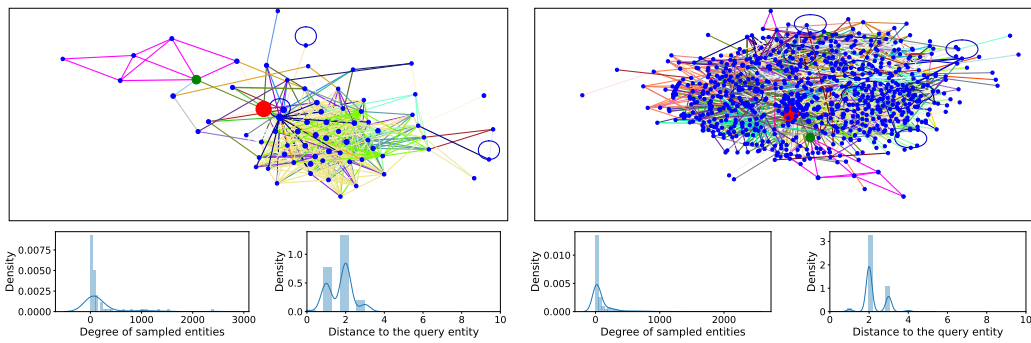 0.0075
0.0050
0.0025
0.0000
Density
0
1000
2000
3000
Degree of sampled entities
1.0
0.5
0.0
Density
0 2 4 6 8 10
Distance to the query entity
0.010
0.005
0.000
Density
0
1000
2000
Degree of sampled entities
3
2
1
0
Density
0 2 4 6 8 10
Distance to the query entity